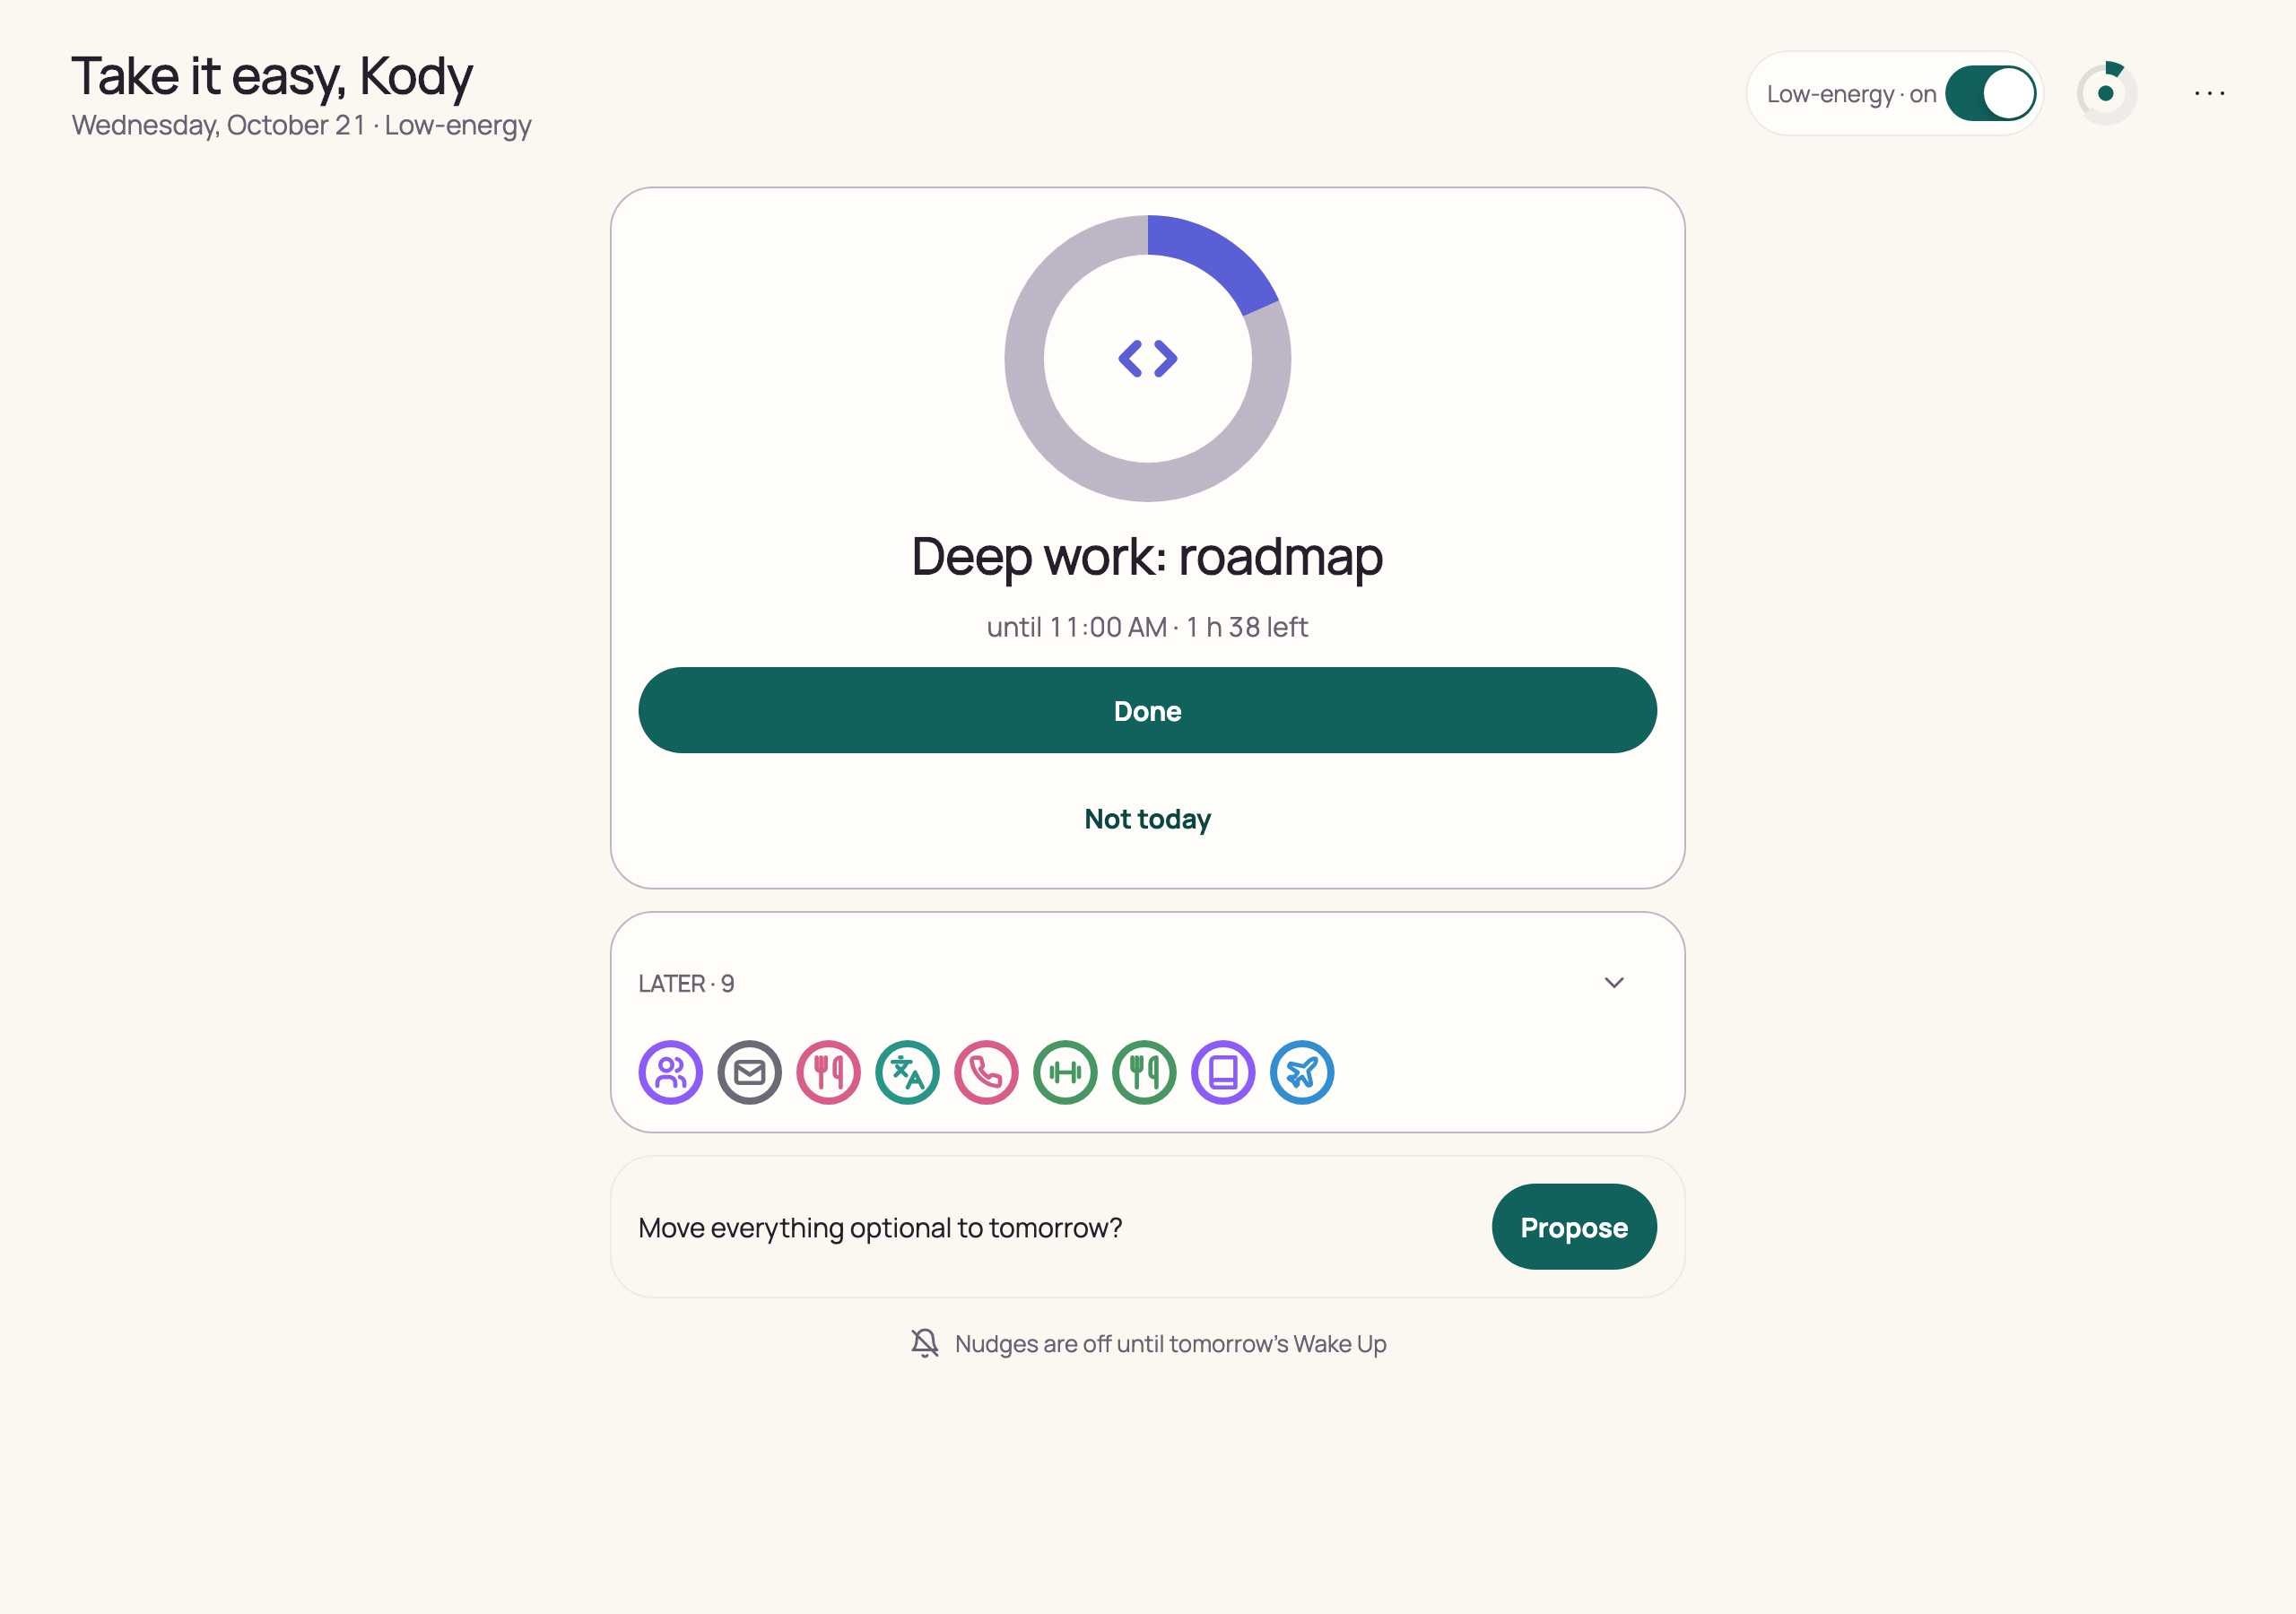 Take it easy, Kody
Wednesday, October 21 · Low-energy
Low-energy · on
Deep work: roadmap
until 11:00 AM · 1 h 38 left
Done
Not today
LATER · 9
Move everything optional to tomorrow?
Propose
Nudges are off until tomorrow's Wake Up